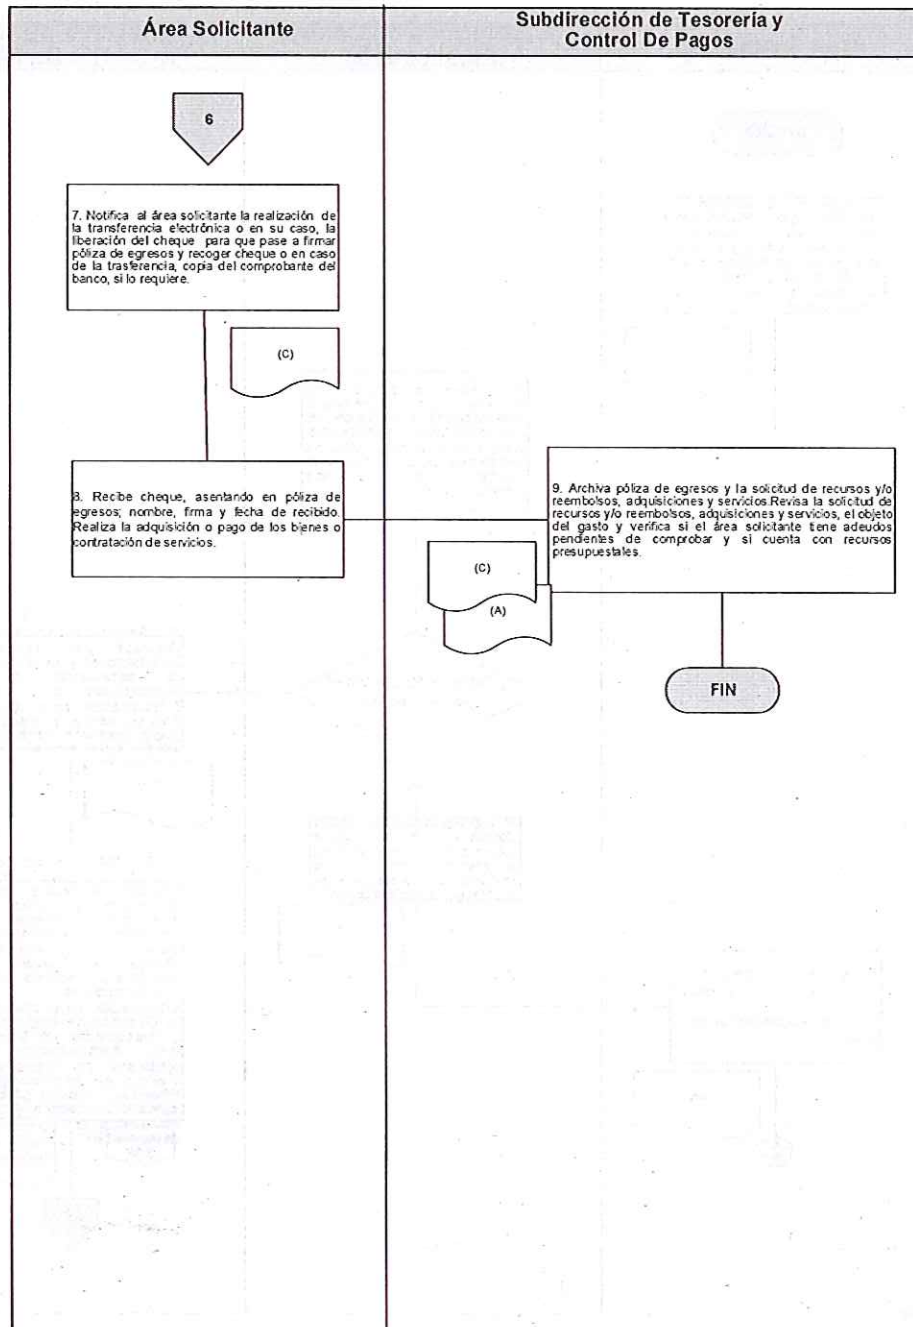 Área Solicitante
Subdirección de Tesorería y
Control De Pagos
6
7. Notifica al área solicitante la realización de
la transferencia electrónica o en su caso, la
liberación del cheque para que pase a firmar
póliza de egresos y recoger cheque o en caso
de la trasferencia, copia del comprobante del
banco, si lo requiere.
(C)
8. Recibe cheque, asentando en póliza de
egresos; nombre, firma y fecha de recibido.
Realiza la adquisición o pago de los bienes o
contratación de servicios.
9. Archiva póliza de egresos y la solicitud de recursos y/o
reembolsos, adquisiciones y servicios.Revisa la solicitud de
recursos y/o reembolsos, adquisiciones y servicios, el objeto
del gasto y verifica si el área solicitante tiene adeudos
pendientes de comprobar y si cuenta con recursos
presupuestales.
(C)
(A)
FIN